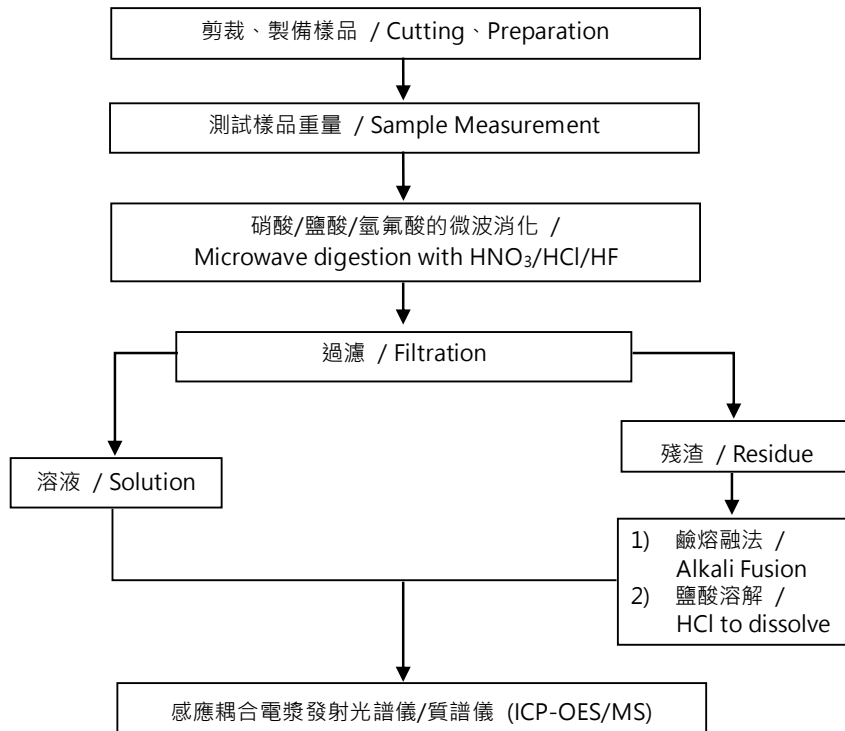 剪裁、製備樣品 / Cutting、Preparation
測試樣品重量 / Sample Measurement
硝酸/鹽酸/氫氟酸的微波消化 /
Microwave digestion with HNO₃/HCl/HF
過濾 / Filtration
溶液 / Solution
殘渣 / Residue
1) 鹼熔融法 /
Alkali Fusion
2) 鹽酸溶解 /
HCl to dissolve
感應耦合電漿發射光譜儀/質譜儀 (ICP-OES/MS)